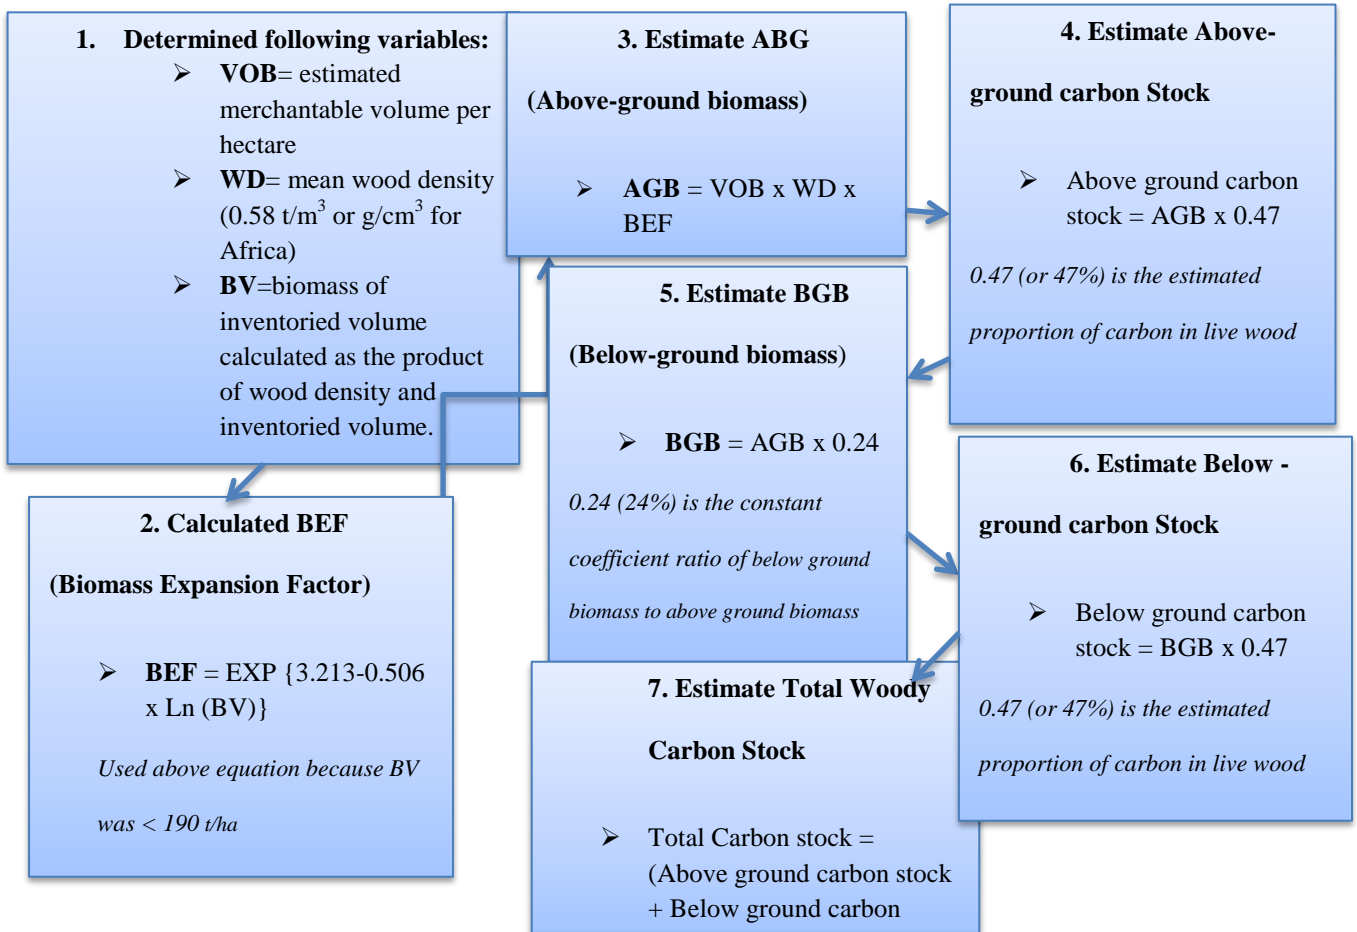 1. Determined following variables:
➢ VOB= estimated
merchantable volume per
hectare
➢ WD= mean wood density
(0.58 t/m³ or g/cm³ for
Africa)
➢ BV=biomass of
inventoried volume
calculated as the product
of wood density and
inventoried volume.
2. Calculated BEF
(Biomass Expansion Factor)
➢ BEF = EXP {3.213-0.506
x Ln (BV)}
Used above equation because BV
was < 190 t/ha
3. Estimate ABG
(Above-ground biomass)
➢ AGB = VOB x WD x
BEF
4. Estimate Above-
ground carbon Stock
➢ Above ground carbon
stock = AGB x 0.47
0.47 (or 47%) is the estimated
proportion of carbon in live wood
5. Estimate BGB
(Below-ground biomass)
➢ BGB = AGB x 0.24
0.24 (24%) is the constant
coefficient ratio of below ground
biomass to above ground biomass
6. Estimate Below -
ground carbon Stock
➢ Below ground carbon
stock = BGB x 0.47
0.47 (or 47%) is the estimated
proportion of carbon in live wood
7. Estimate Total Woody
Carbon Stock
➢ Total Carbon stock =
(Above ground carbon stock
+ Below ground carbon